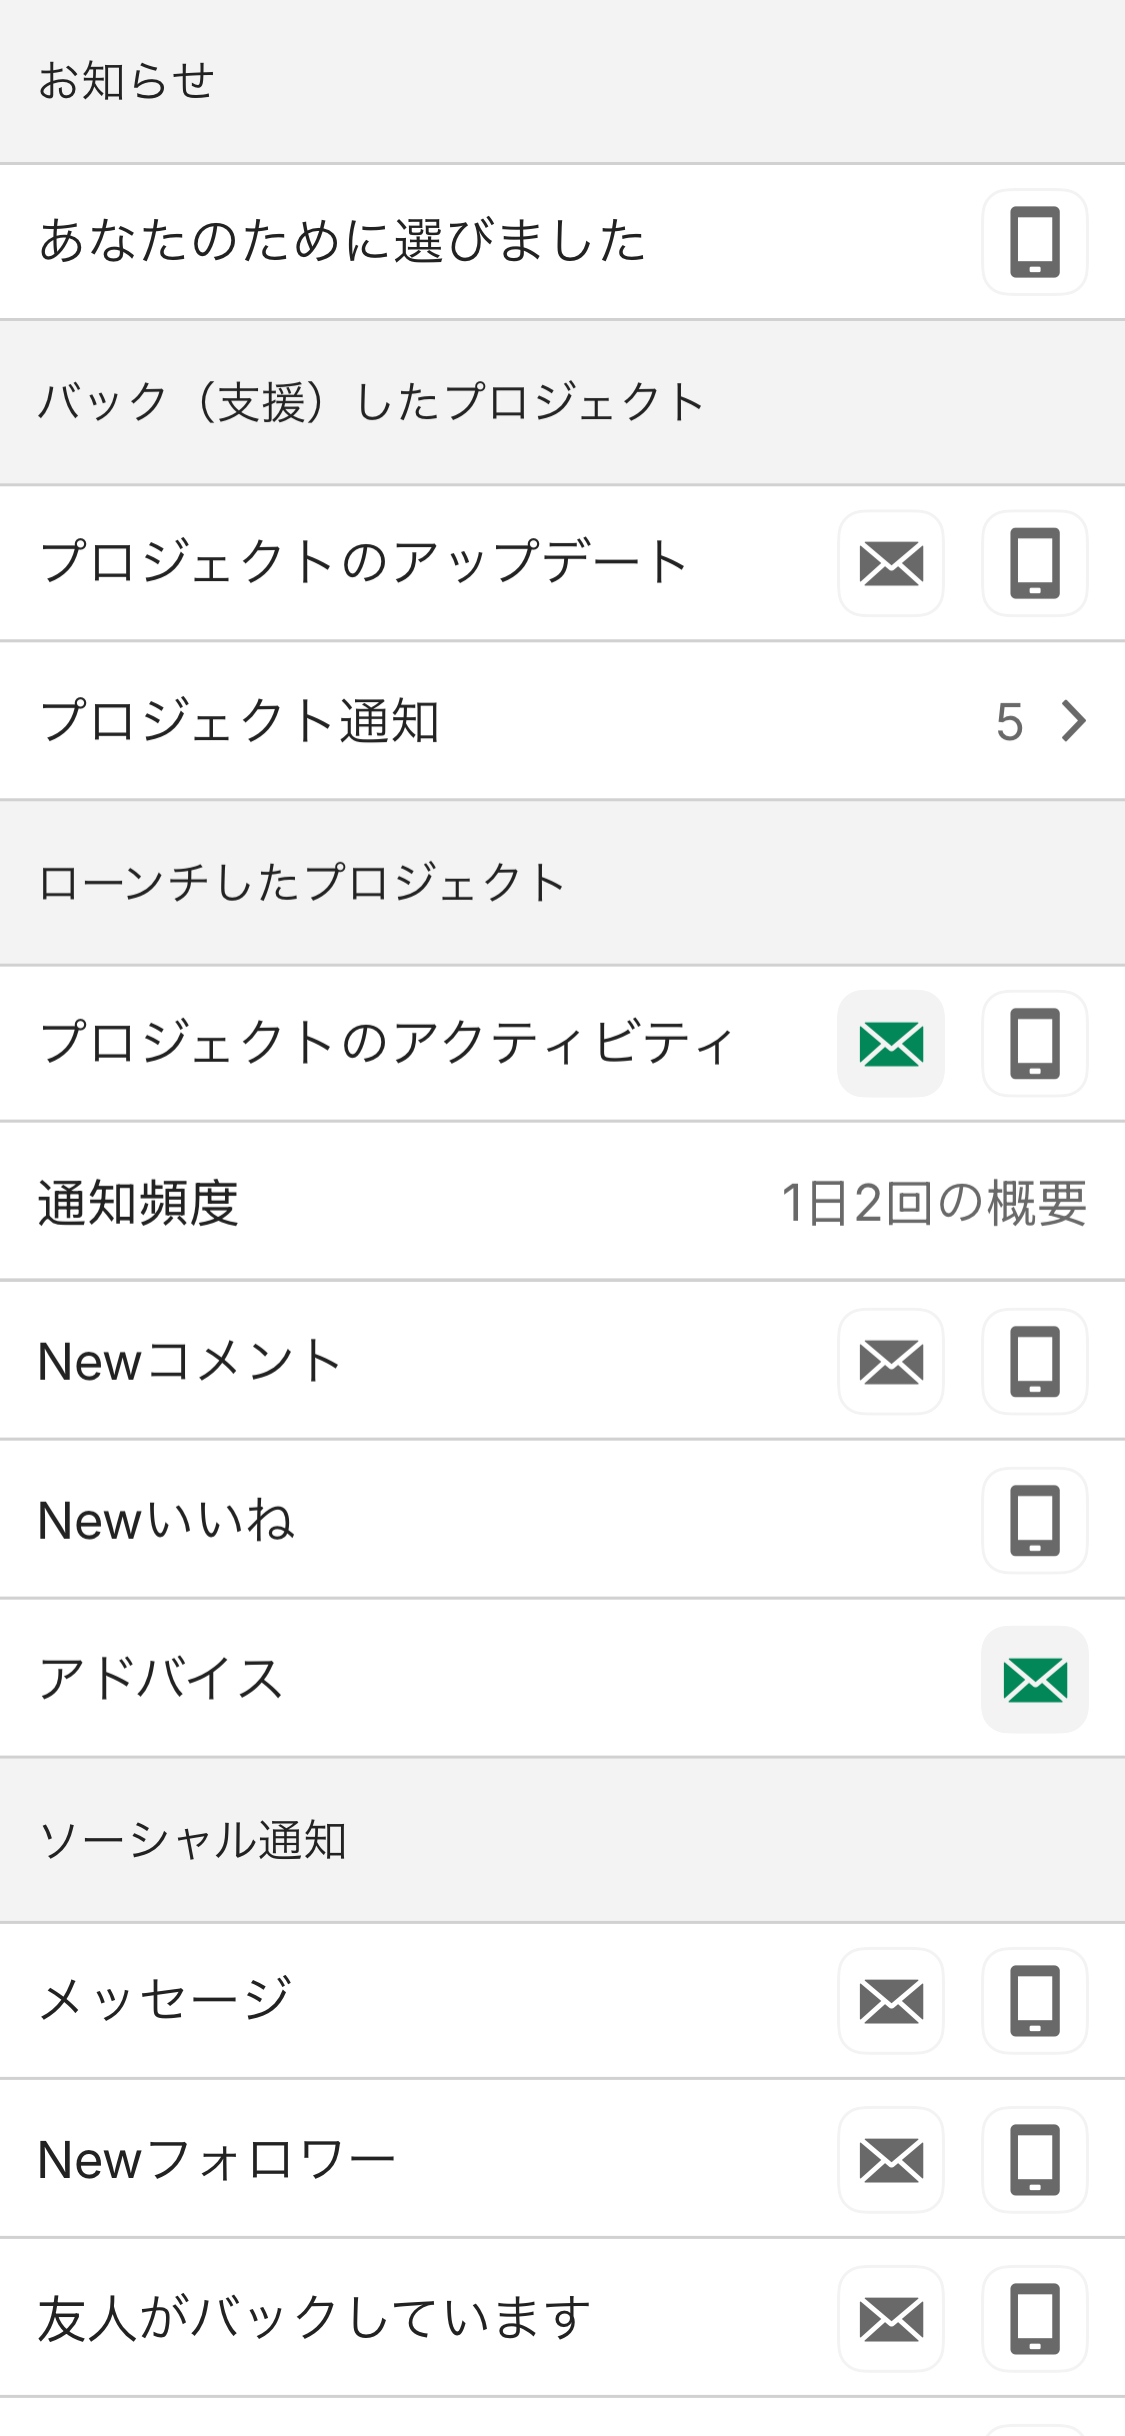 お知らせ
あなたのために選びました
バック（支援）したプロジェクト
プロジェクトのアップデート
プロジェクト通知 5
ローンチしたプロジェクト
プロジェクトのアクティビティ
通知頻度 1日2回の概要
Newコメント
Newいいね
アドバイス
ソーシャル通知
メッセージ
Newフォロワー
友人がバックしています